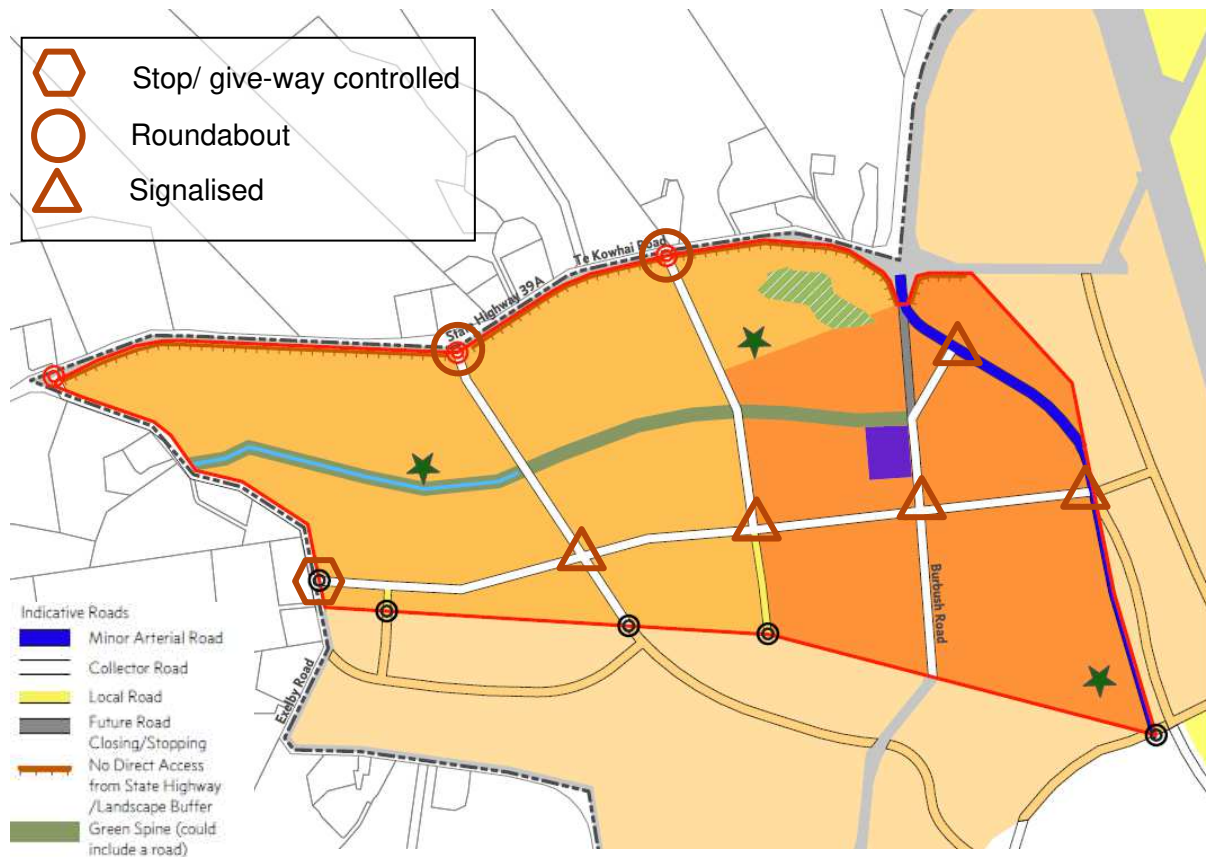 Stop/ give-way controlled
Roundabout
Signalised
Te Kowhai Road
State Highway 39A
Burbush Road
Exelby Road
Indicative Roads
Minor Arterial Road
Collector Road
Local Road
Future Road
Closing/Stopping
No Direct Access
from State Highway
/Landscape Buffer
Green Spine (could
include a road)